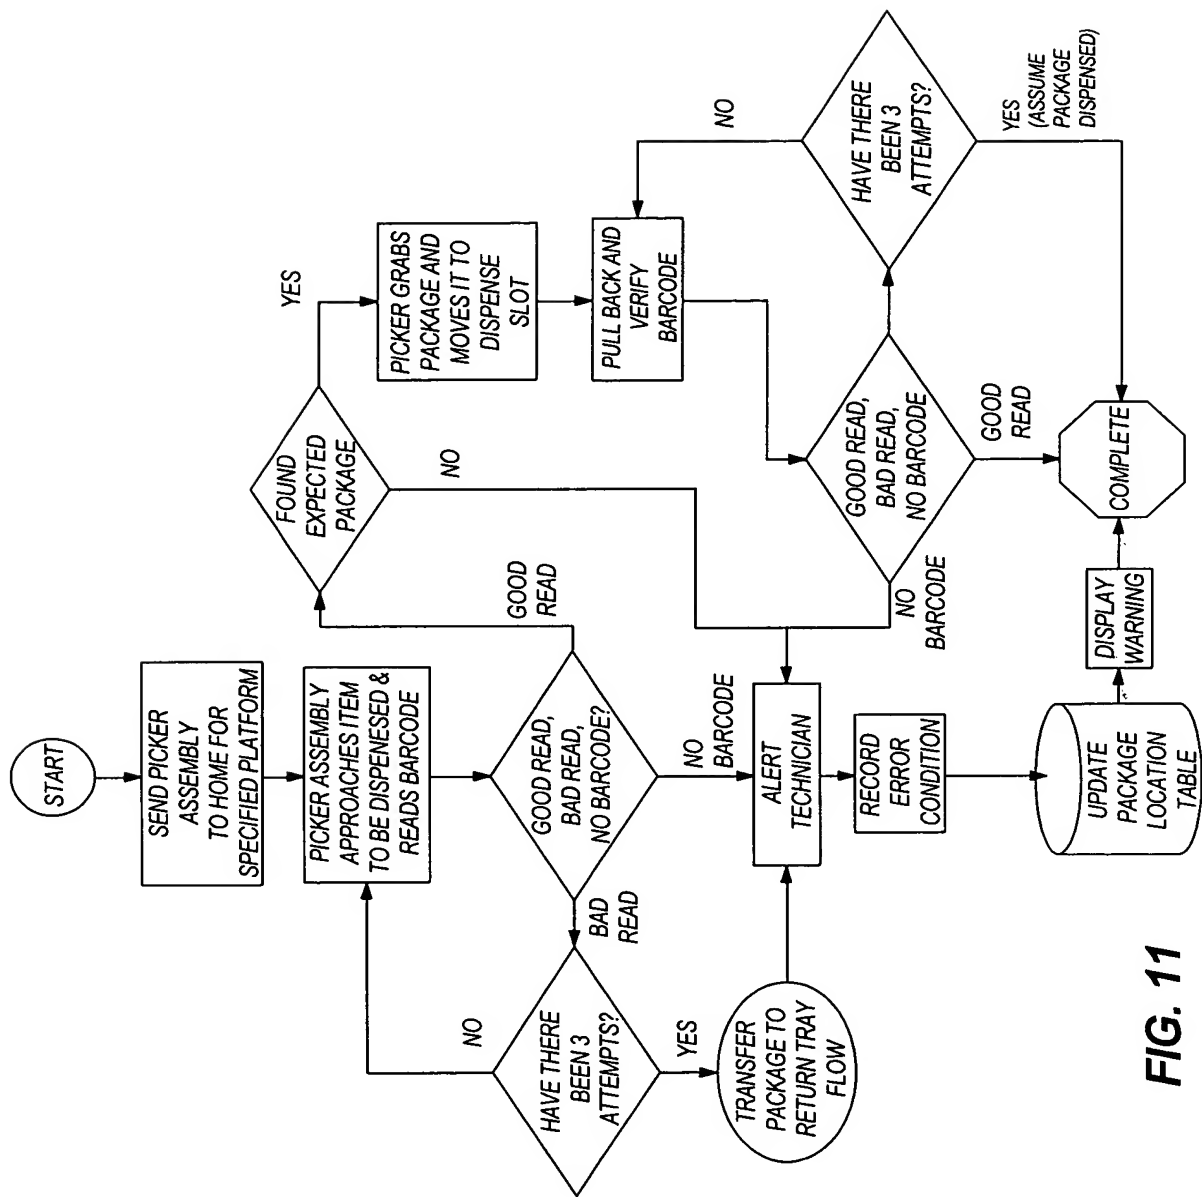 START
SEND PICKER
ASSEMBLY
TO HOME FOR
SPECIFIED PLATFORM
PICKER ASSEMBLY
APPROACHES ITEM
TO BE DISPENESED &
READS BARCODE
GOOD READ,
BAD READ,
NO BARCODE?
GOOD
READ
BAD
READ
NO
BARCODE
HAVE THERE
BEEN 3
ATTEMPTS?
NO
YES
TRANSFER
PACKAGE TO
RETURN TRAY
FLOW
FOUND
EXPECTED
PACKAGE
YES
NO
PICKER GRABS
PACKAGE AND
MOVES IT TO
DISPENSE
SLOT
PULL BACK AND
VERIFY
BARCODE
GOOD READ,
BAD READ,
NO BARCODE
NO
BARCODE
GOOD
READ
HAVE THERE
BEEN 3
ATTEMPTS?
NO
YES
(ASSUME
PACKAGE
DISPENSED)
ALERT
TECHNICIAN
RECORD
ERROR
CONDITION
UPDATE
PACKAGE
LOCATION
TABLE
DISPLAY
WARNING
COMPLETE
FIG. 11